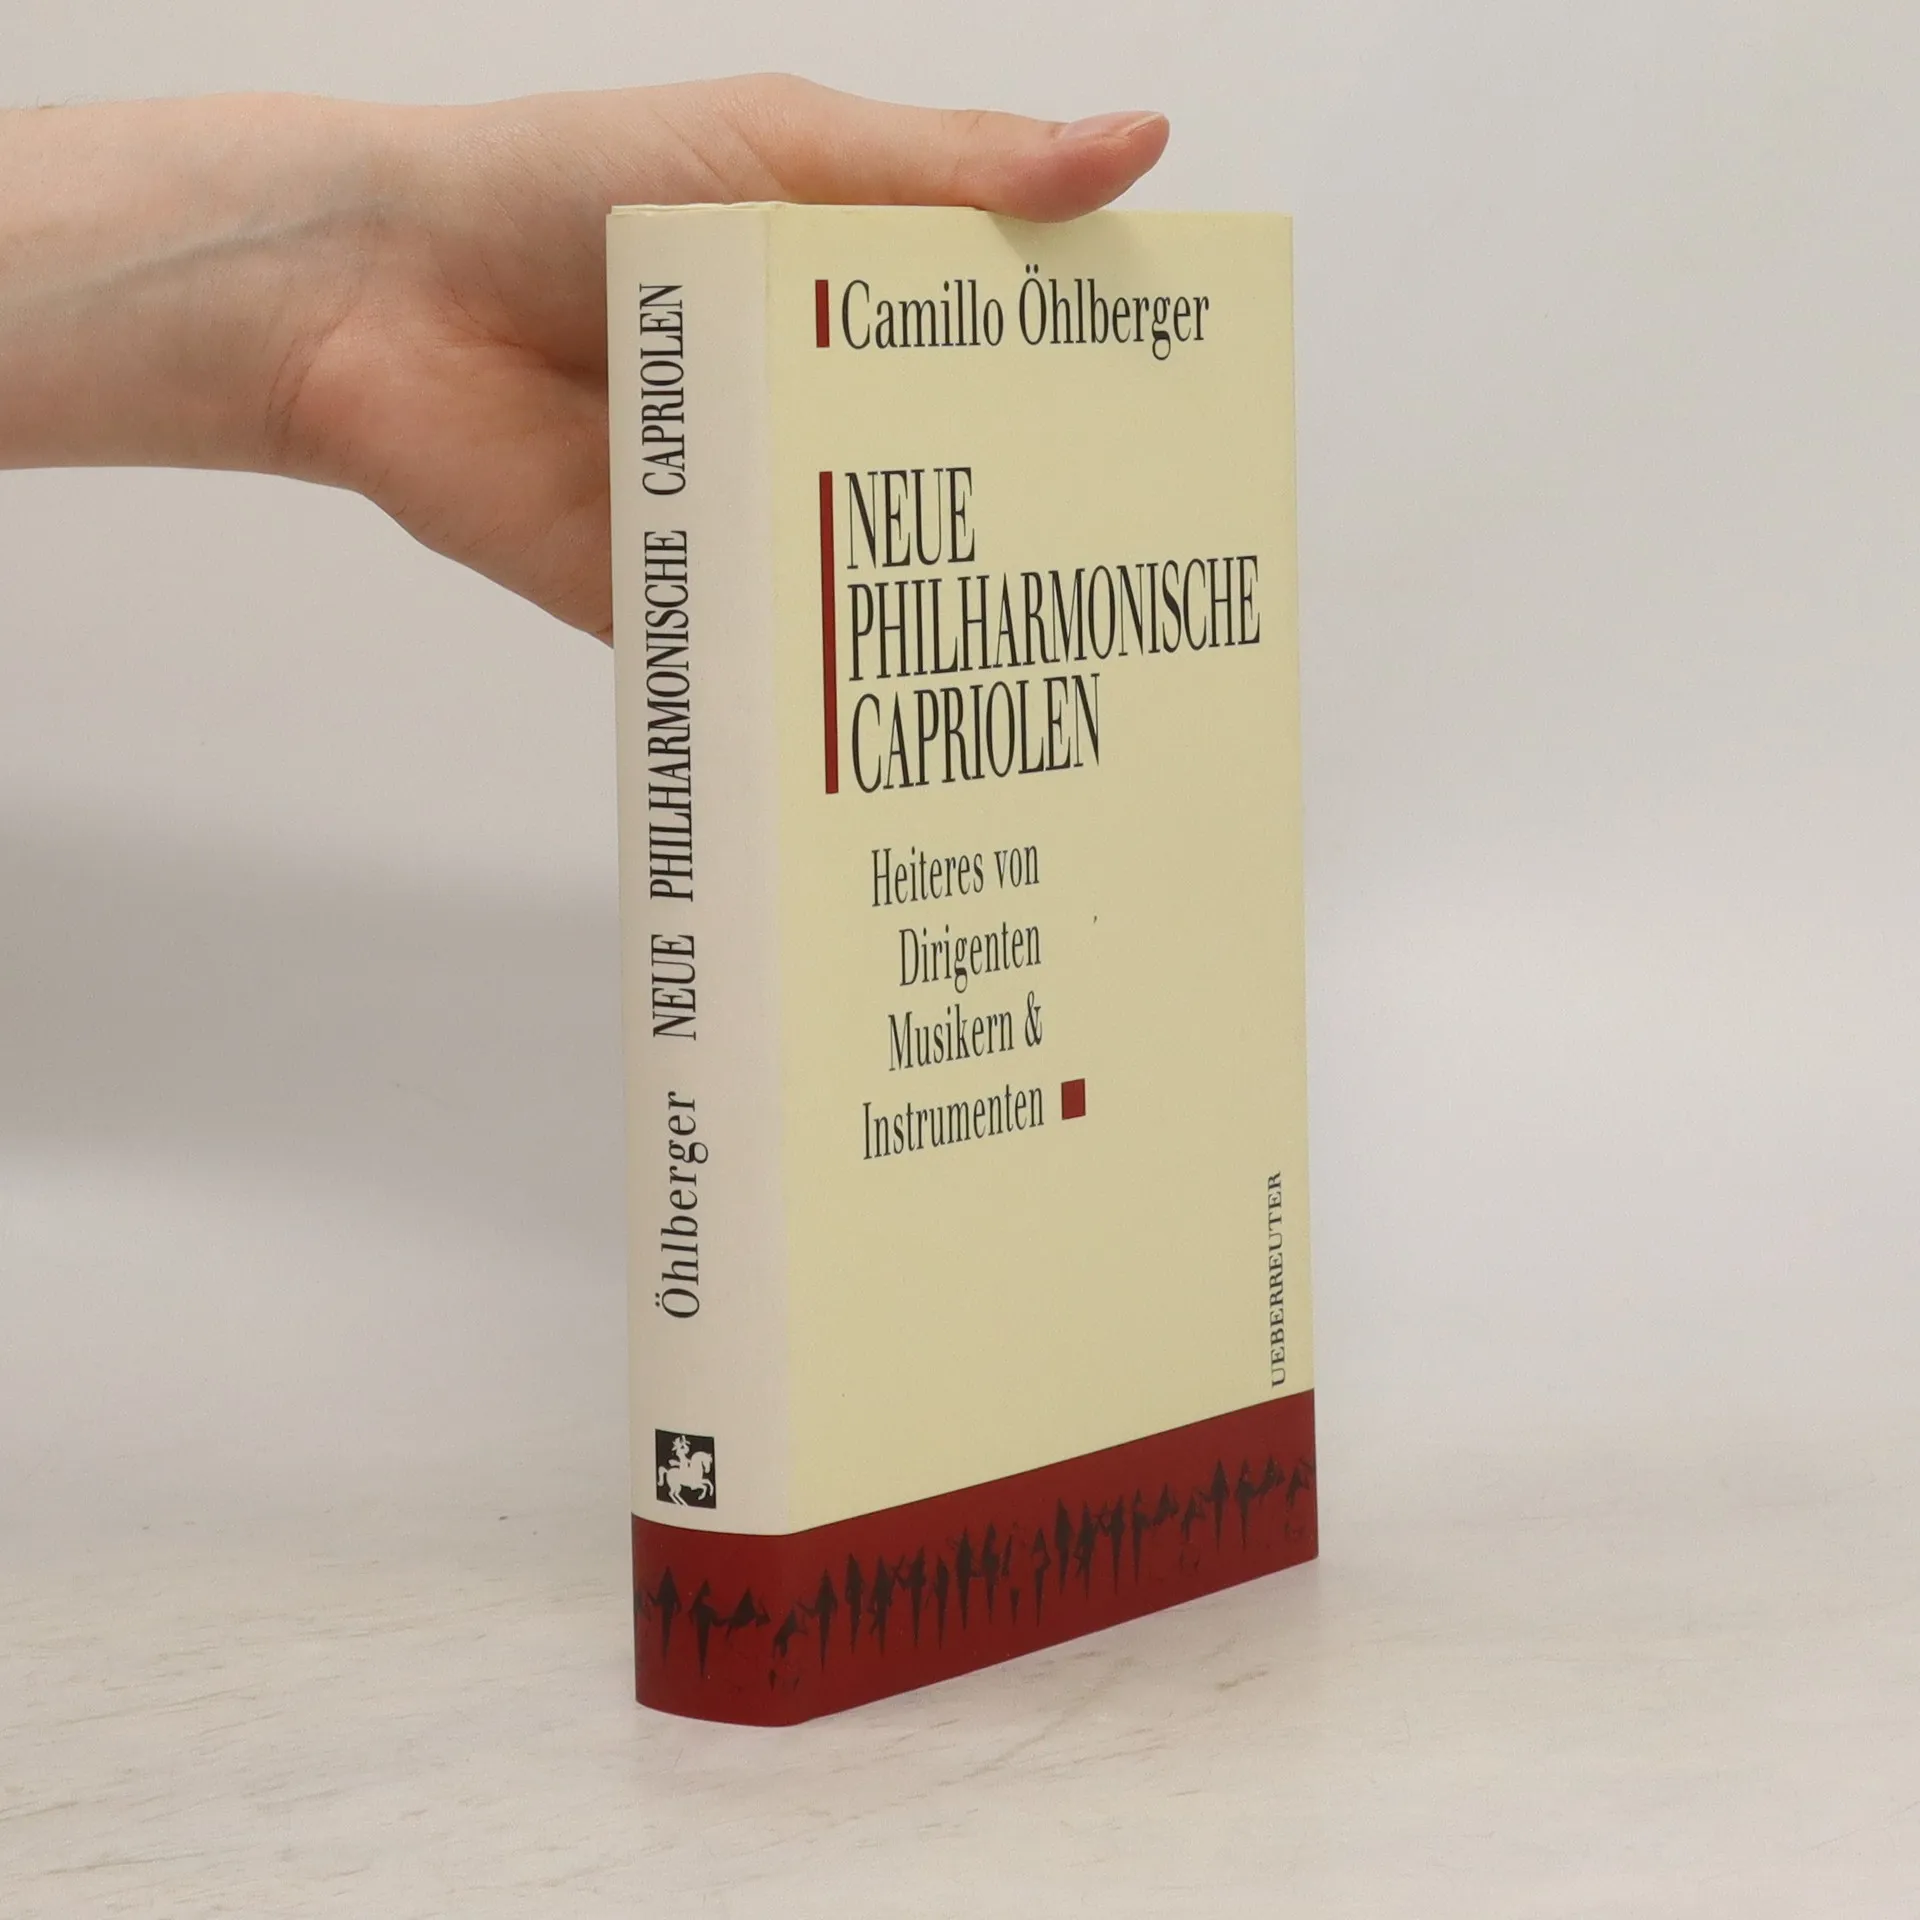 Öhlberger NEUE PHILHARMONISCHE CAPRIOLEN
Camillo Öhlberger
NEUE
PHILHARMONISCHE
CAPRIOLEN
Heiteres von
Dirigenten
Musikern &
Instrumenten
UEBERREUTER